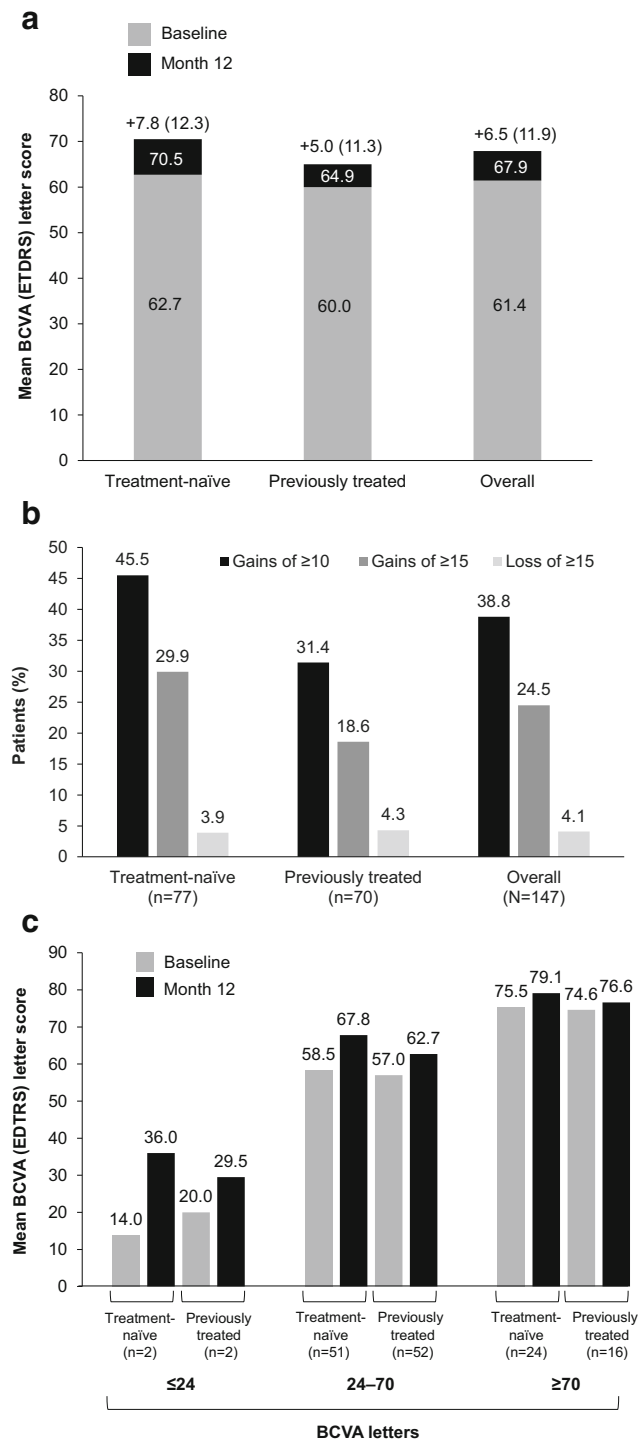 a
Baseline
Month 12
Mean BCVA (ETDRS) letter score
80
70
60
50
40
30
20
10
0
+7.8 (12.3)
+5.0 (11.3)
+6.5 (11.9)
70.5
64.9
67.9
62.7
60.0
61.4
Treatment-naïve
Previously treated
Overall
b
Gains of ≥10
Gains of ≥15
Loss of ≥15
Patients (%)
50
45
40
35
30
25
20
15
10
5
0
45.5
29.9
3.9
31.4
18.6
4.3
38.8
24.5
4.1
Treatment-naïve
(n=77)
Previously treated
(n=70)
Overall
(N=147)
c
Baseline
Month 12
Mean BCVA (EDTRS) letter score
90
80
70
60
50
40
30
20
10
0
14.0
36.0
20.0
29.5
58.5
67.8
57.0
62.7
75.5
79.1
74.6
76.6
Treatment-
naïve
(n=2)
Previously
treated
(n=2)
Treatment-
naïve
(n=51)
Previously
treated
(n=52)
Treatment-
naïve
(n=24)
Previously
treated
(n=16)
≤24
24–70
≥70
BCVA letters